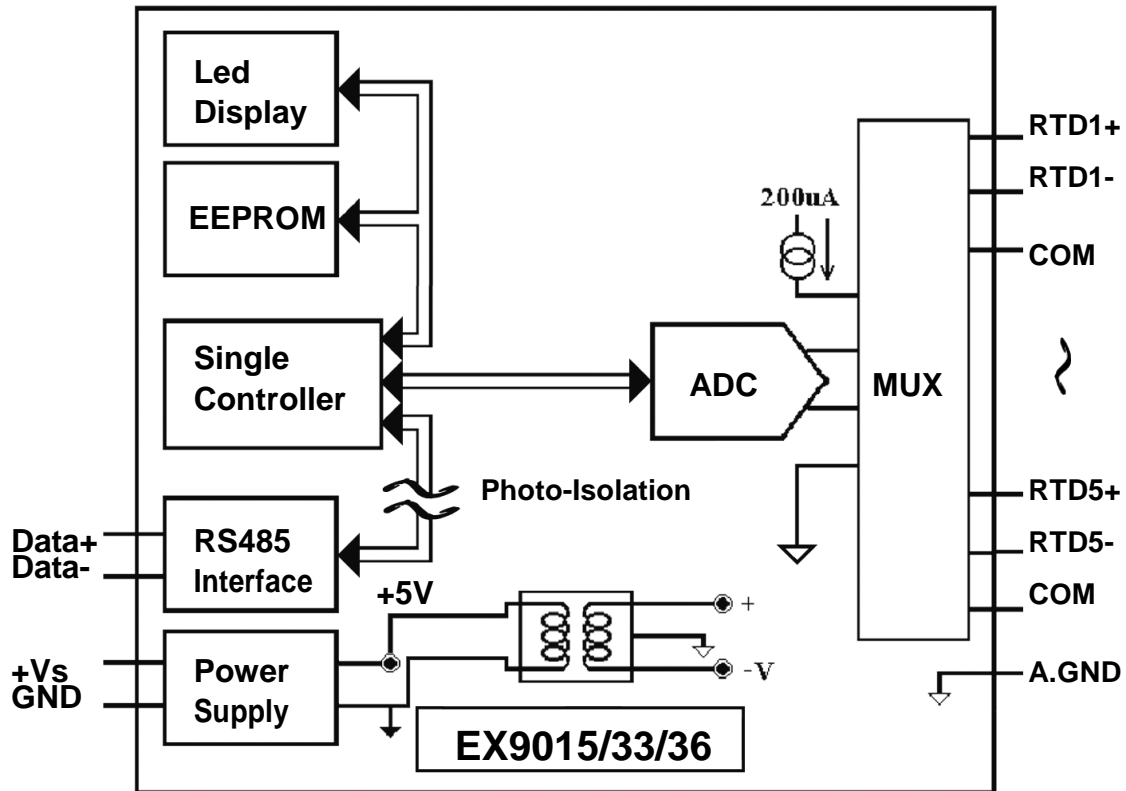 Led
Display
EEPROM
Single
Controller
200uA
ADC
MUX
RTD1+
RTD1-
COM
RTD5+
RTD5-
COM
A.GND
Photo-Isolation
Data+
Data-
RS485
Interface
+5V
+
-V
+Vs
GND
Power
Supply
EX9015/33/36